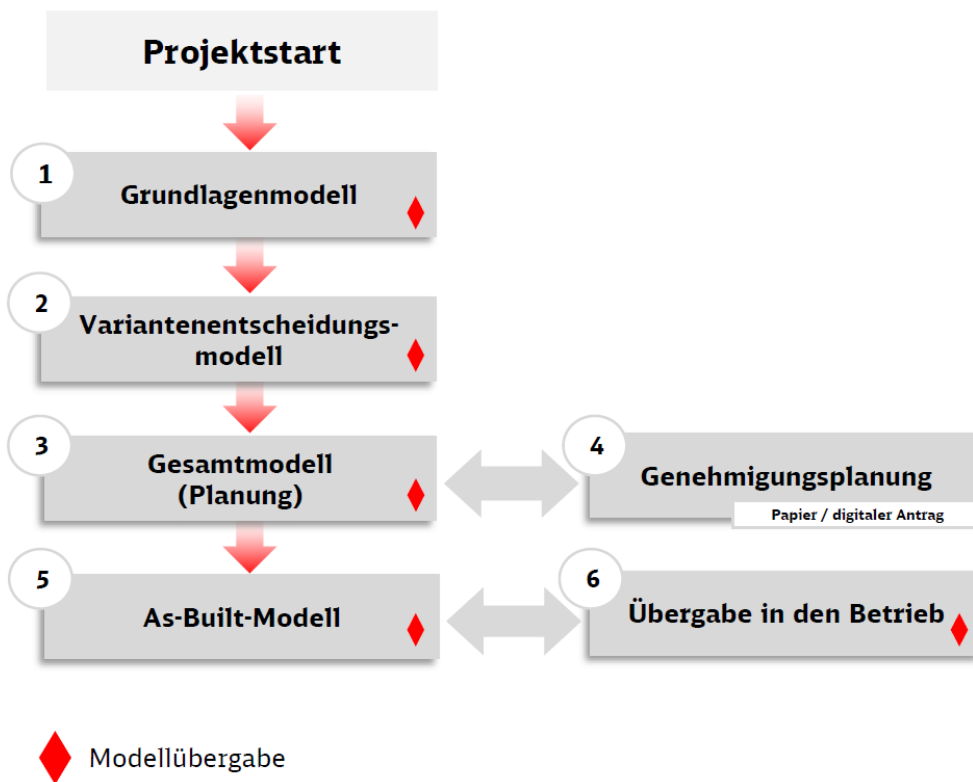 Projektstart
1
Grundlagenmodell
2
Variantenentscheidungs-
modell
3
Gesamtmodell
(Planung)
4
Genehmigungsplanung
Papier / digitaler Antrag
5
As-Built-Modell
6
Übergabe in den Betrieb
Modellübergabe